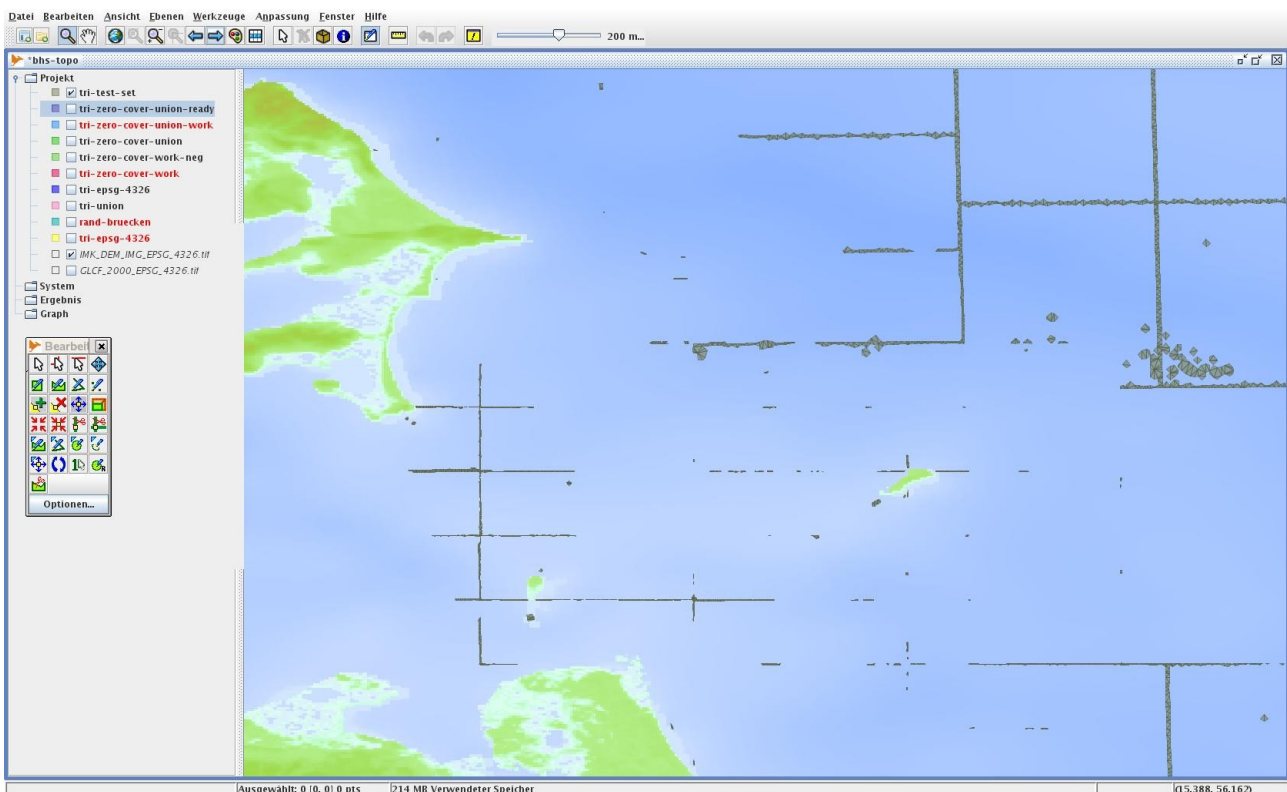 Datei Bearbeiten Ansicht Ebenen Werkzeuge Anpassung Fenster Hilfe
200 m...
*bhs-topo
Projekt
tri-test-set
tri-zero-cover-union-ready
tri-zero-cover-union-work
tri-zero-cover-union
tri-zero-cover-work-neg
tri-zero-cover-work
tri-epsg-4326
tri-union
rand-bruecken
tri-epsg-4326
IMK_DEM_IMG_EPSG_4326.tif
GLCF_2000_EPSG_4326.tif
System
Ergebnis
Graph
Bearbeit
Optionen...
Ausgewählt: 0 [0, 0] 0 pts 214 MB Verwendeter Speicher (15.388, 56.162)